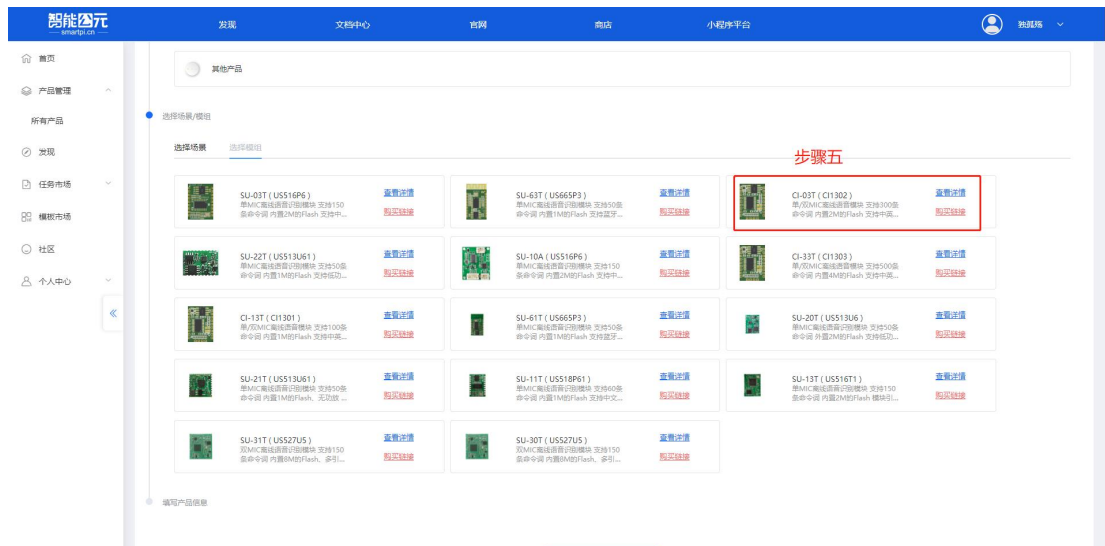 智能公元
smartpi.cn
发现
文档中心
官网
商店
小程序平台
独孤殇
首页
产品管理
所有产品
发现
任务市场
模板市场
社区
个人中心
其他产品
选择场景/模组
选择场景
选择模组
步骤五
SU-03T ( US516P6 )
单MIC离线语音识别模块 支持150
条命令词 内置2M的Flash 支持中...
查看详情
购买链接
SU-63T ( US665P3 )
单MIC离线语音识别模块 支持50条
命令词 内置1M的Flash 支持蓝牙...
查看详情
购买链接
CI-03T ( CI1302 )
单/双MIC离线语音模块 支持300条
命令词 内置2M的Flash 支持中英...
查看详情
购买链接
SU-22T ( US513U61 )
单MIC离线语音识别模块 支持50条
命令词 内置1M的Flash 支持低功...
查看详情
购买链接
SU-10A ( US516P6 )
单MIC离线语音识别模块 支持150
条命令词 内置2M的Flash 支持中...
查看详情
购买链接
CI-33T ( CI1303 )
单/双MIC离线语音模块 支持500条
命令词 内置4M的Flash 支持中英...
查看详情
购买链接
CI-13T ( CI1301 )
单/双MIC离线语音模块 支持100条
命令词 内置1M的Flash 支持中英...
查看详情
购买链接
SU-61T ( US665P3 )
单MIC离线语音识别模块 支持50条
命令词 内置1M的Flash 支持蓝牙...
查看详情
购买链接
SU-20T ( US513U6 )
单MIC离线语音识别模块 支持50条
命令词 外置2M的Flash 支持低功...
查看详情
购买链接
SU-21T ( US513U61 )
单MIC离线语音识别模块 支持50条
命令词 内置1M的Flash、无功放 ...
查看详情
购买链接
SU-11T ( US518P61 )
单MIC离线语音识别模块 支持60条
命令词 内置1M的Flash 支持中文...
查看详情
购买链接
SU-13T ( US516T1 )
单MIC离线语音识别模块 支持150
条命令词 内置2M的Flash 模块引...
查看详情
购买链接
SU-31T ( US527U5 )
双MIC离线语音识别模块 支持150
条命令词 内置8M的Flash、多引...
查看详情
购买链接
SU-30T ( US527U5 )
双MIC离线语音识别模块 支持150
条命令词 内置8M的Flash、多引...
查看详情
购买链接
填写产品信息